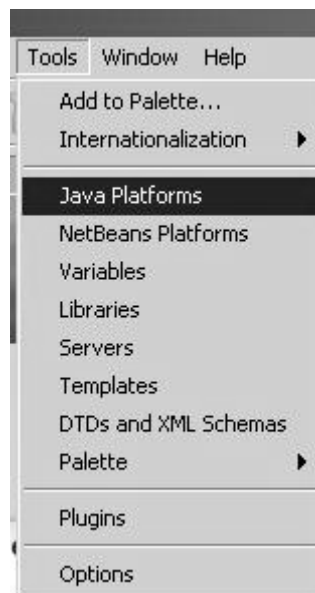 Tools Window Help
Add to Palette...
Internationalization
Java Platforms
NetBeans Platforms
Variables
Libraries
Servers
Templates
DTDs and XML Schemas
Palette
Plugins
Options